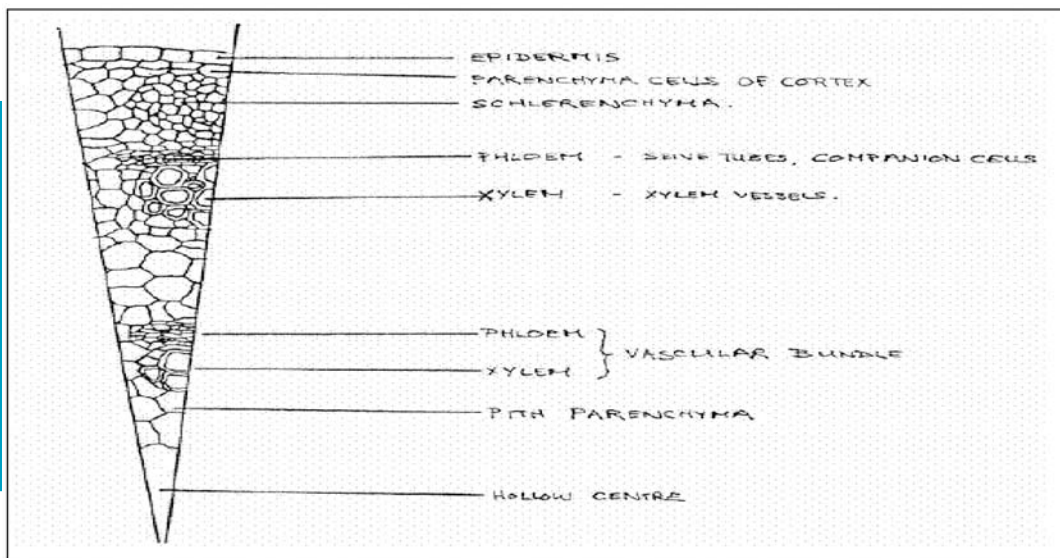 EPIDERMIS
PARENCHYMA CELLS OF CORTEX
SCHLERENCHYMA.
PHLOEM - SEIVE TUBES, COMPANION CELLS
XYLEM - XYLEM VESSELS.
PHLOEM
VASCULAR BUNDLE
XYLEM
PITH PARENCHYMA
HOLLOW CENTRE